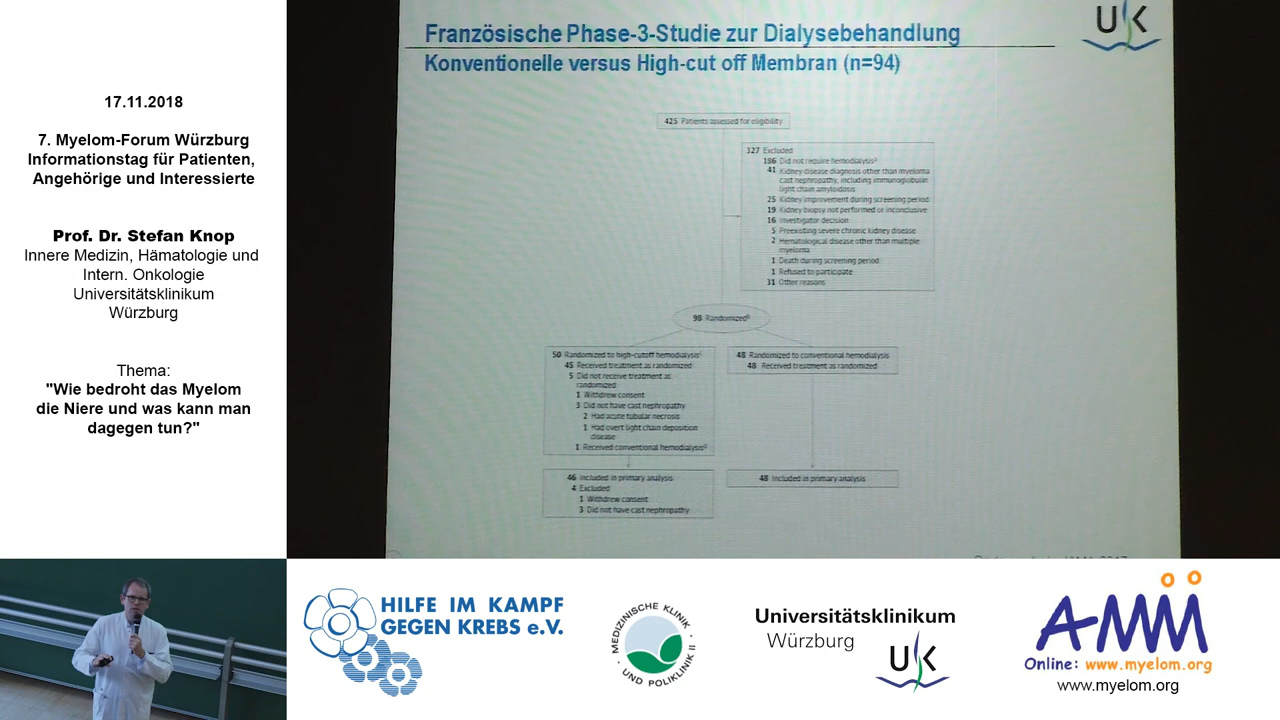 17.11.2018
7. Myelom-Forum Würzburg
Informationstag für Patienten,
Angehörige und Interessierte
Prof. Dr. Stefan Knop
Innere Medizin, Hämatologie und
Intern. Onkologie
Universitätsklinikum
Würzburg
Thema:
"Wie bedroht das Myelom
die Niere und was kann man
dagegen tun?"
Französische Phase-3-Studie zur Dialysebehandlung
Konventionelle versus High-cut off Membran (n=94)
UK
425 Patients assessed for eligibility
327 Excluded
186 Did not require hemodialysis
41 Kidney disease diagnosis other than myeloma
cast nephropathy, including immunoglobulin
light chain amyloidosis
25 Kidney improvement during screening period
19 Kidney biopsy not performed or inconclusive
16 Investigator decision
5 Preexisting severe chronic kidney disease
2 Hematological disease other than multiple
myeloma
1 Death during screening period
1 Refused to participate
31 Other reasons
98 Randomized
50 Randomized to high-cutoff hemodialysis
45 Received treatment as randomized
5 Did not receive treatment as
randomized
1 Withdrew consent
3 Did not have cast nephropathy
2 Had acute tubular necrosis
1 Had overt light chain deposition
disease
1 Received conventional hemodialysis
48 Randomized to conventional hemodialysis
48 Received treatment as randomized
46 Included in primary analysis
4 Excluded
1 Withdrew consent
3 Did not have cast nephropathy
48 Included in primary analysis
HILFE IM KAMPF
GEGEN KREBS e.V.
MEDIZINISCHE KLINIK
UND POLIKLINIK II
Universitätsklinikum
Würzburg
UK
AMM
Online: www.myelom.org
www.myelom.org